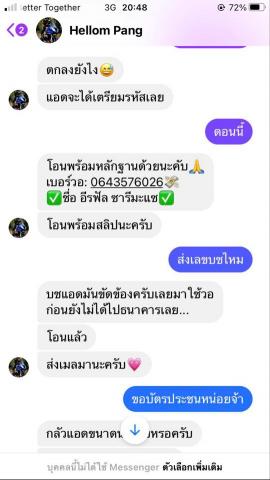 etter Together 3G 20:48 72%
2 Hellom Pang
ตกลงยังไง😅
แอดจะได้เตรียมรหัสเลย
ตอนนี้
โอนพร้อมหลักฐานด้วยนะคับ🙏
เบอร์วอ: 0643576026💸
✅ชื่อ อีรฟัล ซารีมะแซ✅
โอนพร้อมสลิปนะครับ
ส่งเลขบชไหม
บชแอดมันขัดข้องครับเลยมาใช้วอ
ก่อนยังไม่ได้ไปธนาคารเลย...
โอนแล้ว
ส่งเมลมานะครับ💗
ขอบัตรประชนหน่อยจ้า
กลัวแอดขนาด หรอครับ
บุคคลนี้ไม่ได้ใช้ Messenger ตัวเลือกเพิ่มเติม